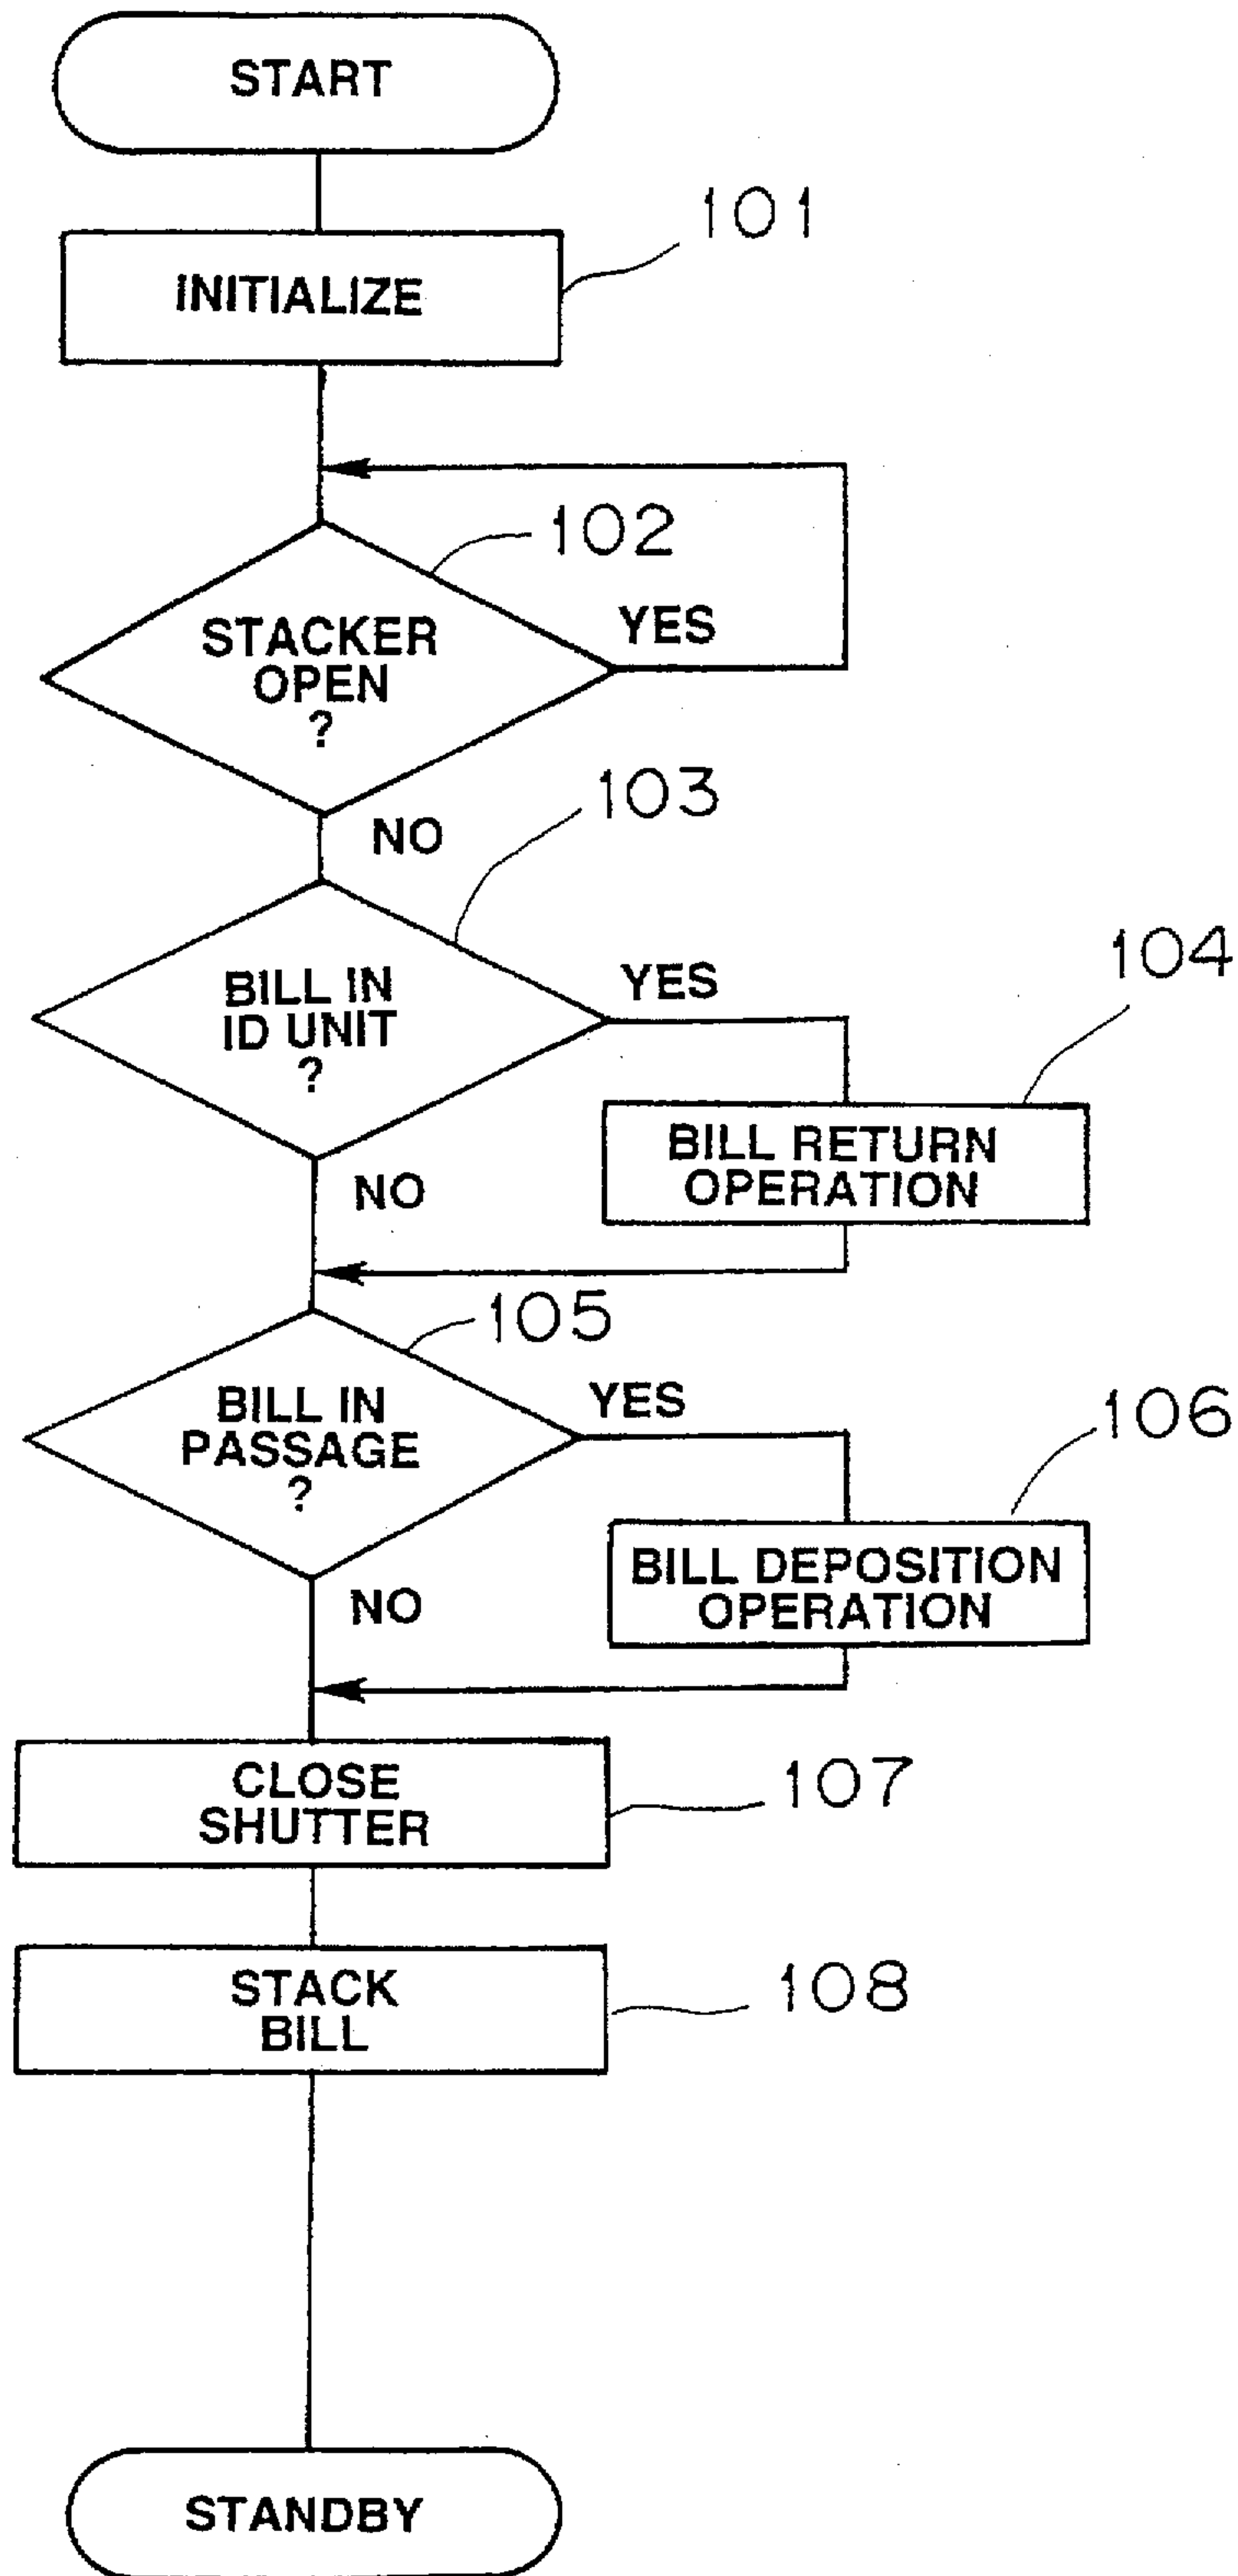 START
101
INITIALIZE
102
STACKER
OPEN
?
YES
NO
103
BILL IN
ID UNIT
?
YES
104
BILL RETURN
OPERATION
NO
105
BILL IN
PASSAGE
?
YES
106
BILL DEPOSITION
OPERATION
NO
CLOSE
SHUTTER
107
STACK
BILL
108
STANDBY